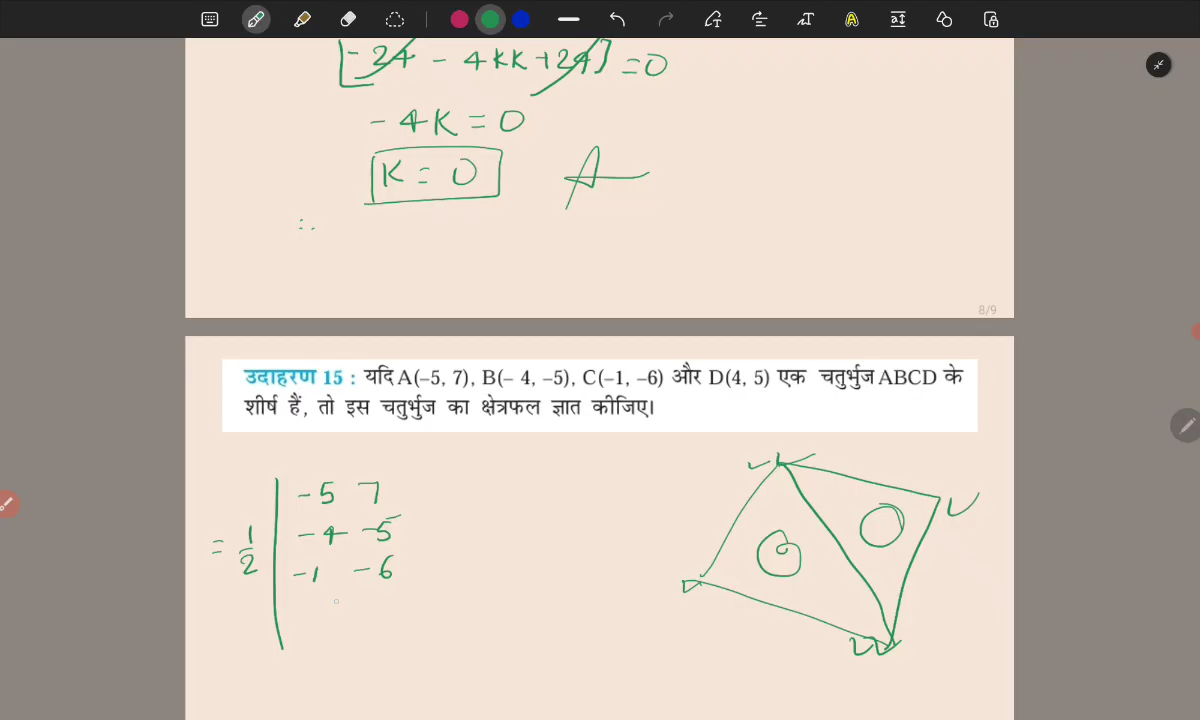 [-24 - 4KK + 24] = 0
- 4K = 0
K = 0 A
∴
8/9
उदाहरण 15 : यदि A(–5, 7), B(– 4, –5), C(–1, –6) और D(4, 5) एक चतुर्भुज ABCD के
शीर्ष हैं, तो इस चतुर्भुज का क्षेत्रफल ज्ञात कीजिए।
-5 7
= 1/2 | -4 -5
-1 -6